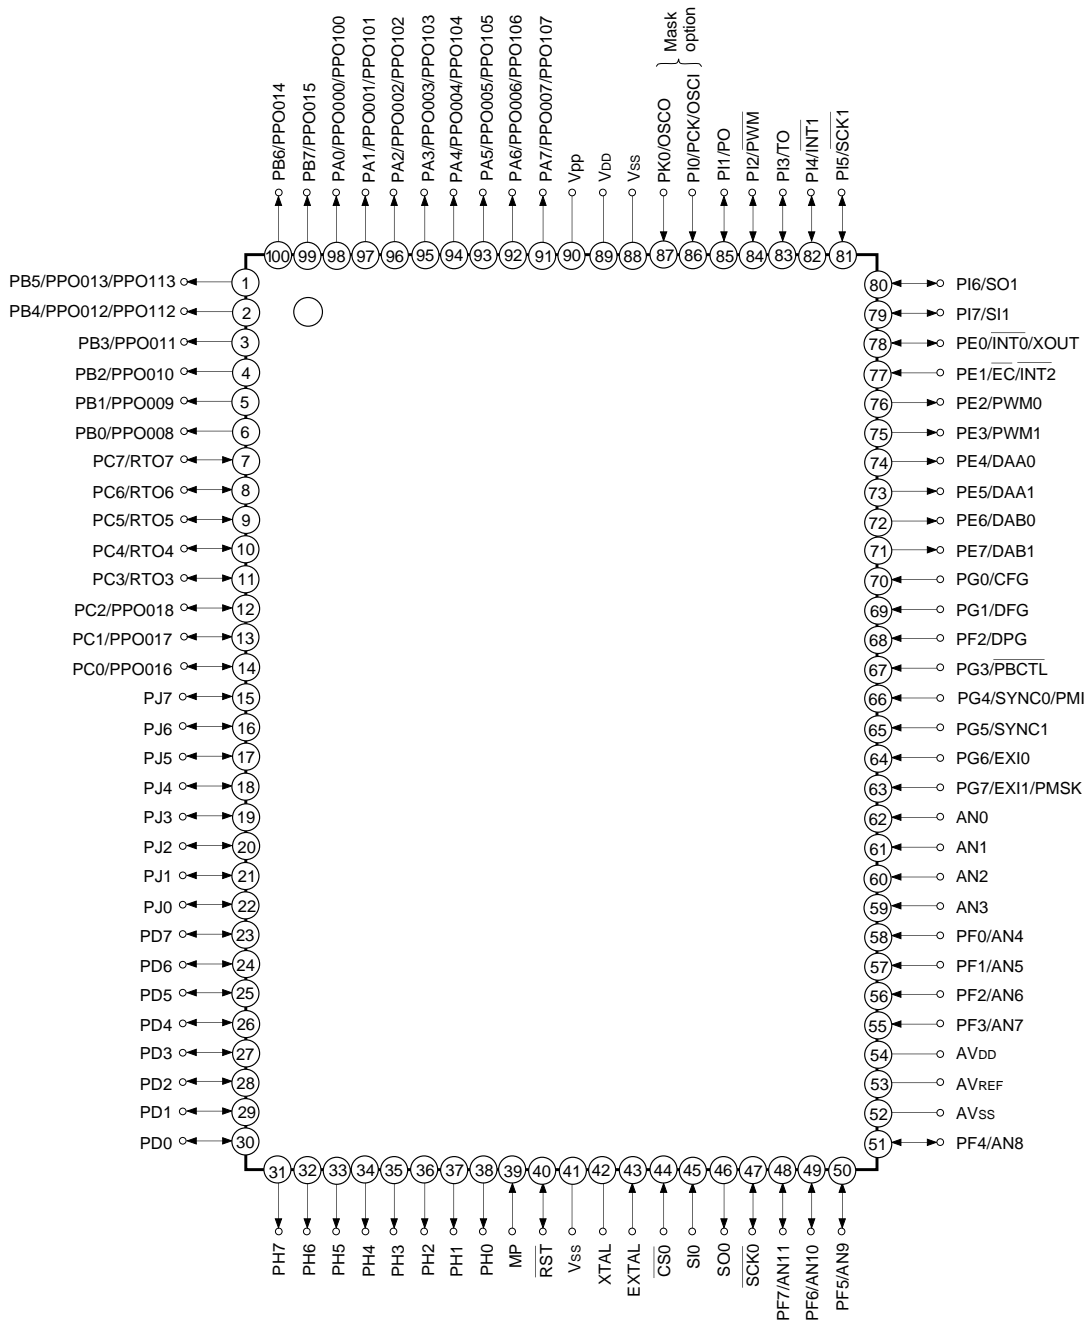 PB6/PPO014
PB7/PPO015
PA0/PPO000/PPO100
PA1/PPO001/PPO101
PA2/PPO002/PPO102
PA3/PPO003/PPO103
PA4/PPO004/PPO104
PA5/PPO005/PPO105
PA6/PPO006/PPO106
PA7/PPO007/PPO107
Vpp
VDD
VSS
PK0/OSCO
PI0/PCK/OSCI
Mask
option
PI1/PO
PI2/PWM
PI3/TO
PI4/INT1
PI5/SCK1
100 99 98 97 96 95 94 93 92 91 90 89 88 87 86 85 84 83 82 81
PB5/PPO013/PPO113 1
PB4/PPO012/PPO112 2
PB3/PPO011 3
PB2/PPO010 4
PB1/PPO009 5
PB0/PPO008 6
PC7/RTO7 7
PC6/RTO6 8
PC5/RTO5 9
PC4/RTO4 10
PC3/RTO3 11
PC2/PPO018 12
PC1/PPO017 13
PC0/PPO016 14
PJ7 15
PJ6 16
PJ5 17
PJ4 18
PJ3 19
PJ2 20
PJ1 21
PJ0 22
PD7 23
PD6 24
PD5 25
PD4 26
PD3 27
PD2 28
PD1 29
PD0 30
80 PI6/SO1
79 PI7/SI1
78 PE0/INT0/XOUT
77 PE1/EC/INT2
76 PE2/PWM0
75 PE3/PWM1
74 PE4/DAA0
73 PE5/DAA1
72 PE6/DAB0
71 PE7/DAB1
70 PG0/CFG
69 PG1/DFG
68 PF2/DPG
67 PG3/PBCTL
66 PG4/SYNC0/PMI
65 PG5/SYNC1
64 PG6/EXI0
63 PG7/EXI1/PMSK
62 AN0
61 AN1
60 AN2
59 AN3
58 PF0/AN4
57 PF1/AN5
56 PF2/AN6
55 PF3/AN7
54 AVDD
53 AVREF
52 AVSS
51 PF4/AN8
31 32 33 34 35 36 37 38 39 40 41 42 43 44 45 46 47 48 49 50
PH7
PH6
PH5
PH4
PH3
PH2
PH1
PH0
MP
RST
VSS
XTAL
EXTAL
CS0
SI0
SO0
SCK0
PF7/AN11
PF6/AN10
PF5/AN9